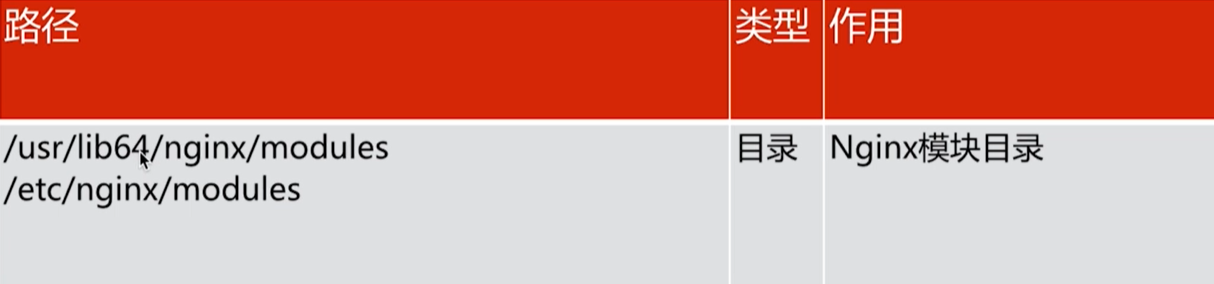 路径 类型 作用
/usr/lib64/nginx/modules 目录 Nginx模块目录
/etc/nginx/modules